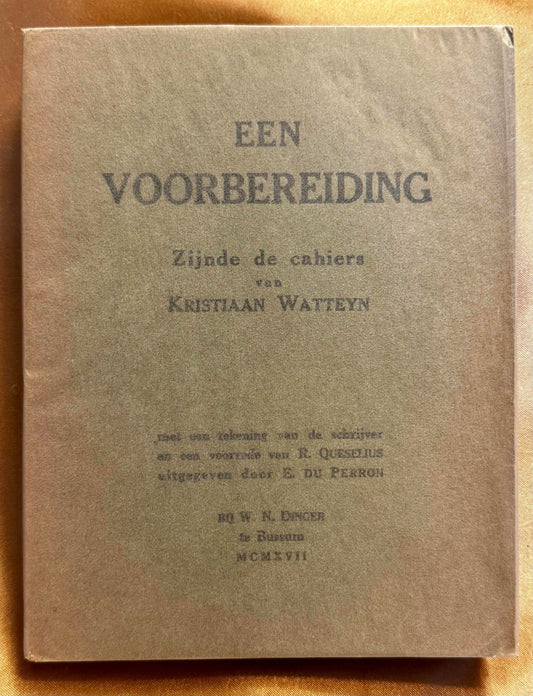 EEN
VOORBEREIDING
Zijnde de cahiers
van
KRISTIAAN WATTEYN
met een tekening van de schrijver
en een voorrede van R. QUESELIUS
uitgegeven door E. DU PERRON
BIJ W. N. DINGER
te Bussum
MCMXVII